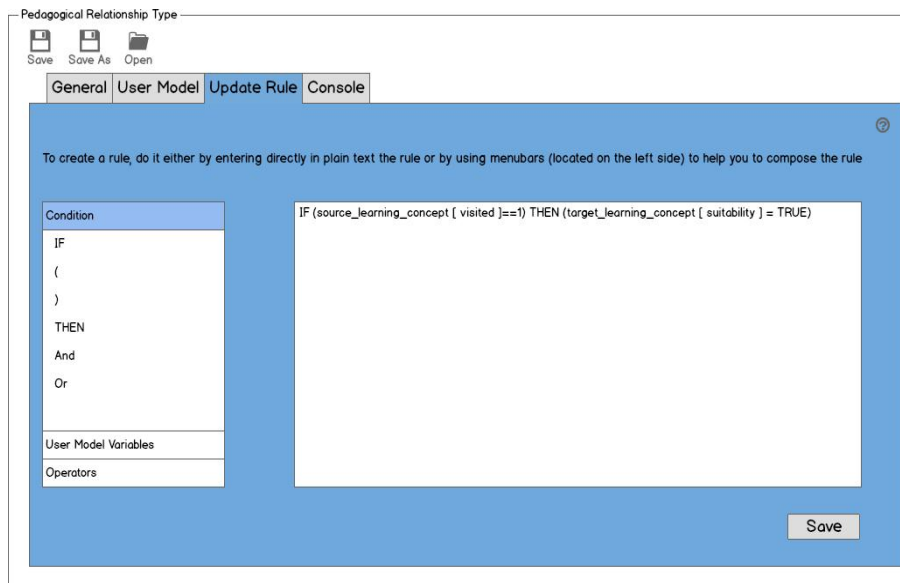 Pedagogical Relationship Type
Save Save As Open
General User Model Update Rule Console
?
To create a rule, do it either by entering directly in plain text the rule or by using menubars (located on the left side) to help you to compose the rule
Condition
IF
(
)
THEN
And
Or
User Model Variables
Operators
IF (source_learning_concept [ visited ]==1) THEN (target_learning_concept [ suitability ] = TRUE)
Save